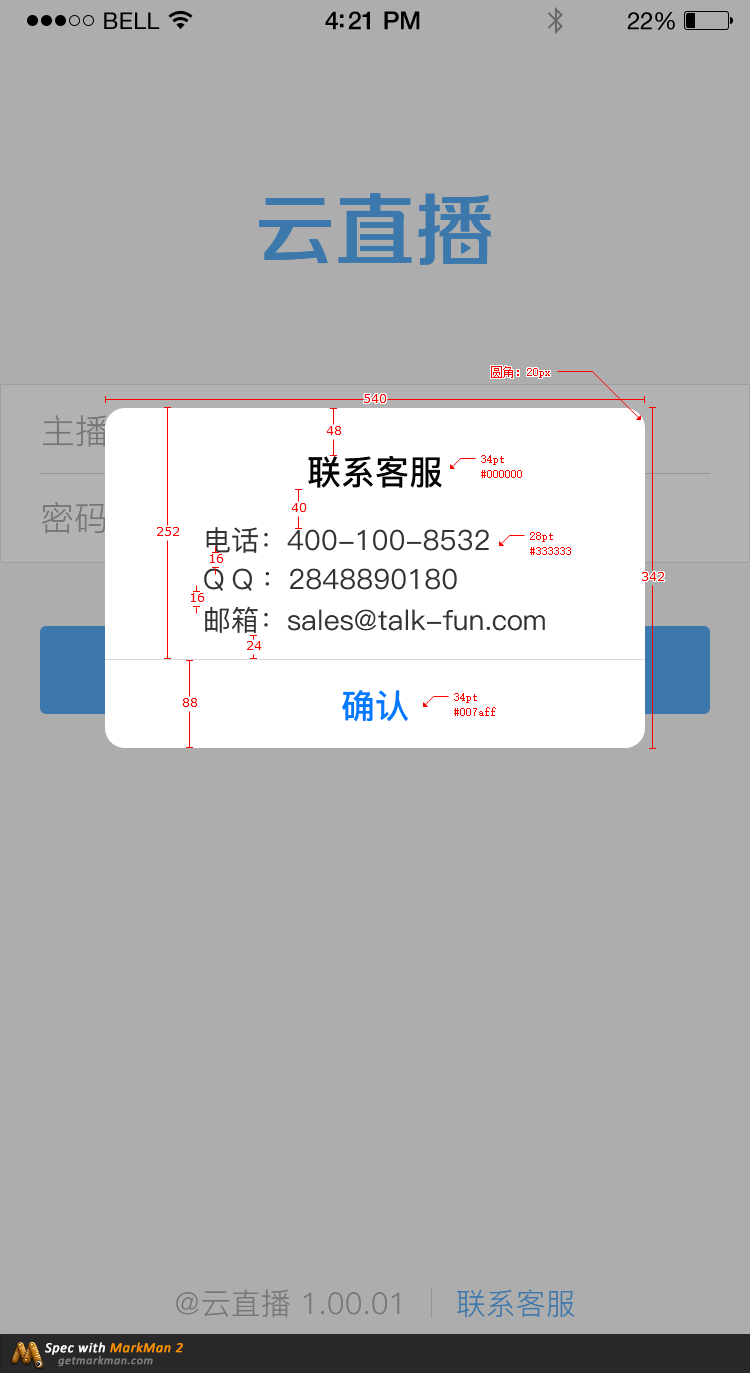 ●●●○○ BELL 4:21 PM 22%
云直播
圆角：20px
540
主播
48
联系客服
34pt
#000000
40
密码
252
电话：400-100-8532
28pt
#333333
16
QQ：2848890180
342
16
邮箱：sales@talk-fun.com
24
88
确认
34pt
#007aff
@云直播 1.00.01
联系客服
Spec with MarkMan 2
getmarkman.com